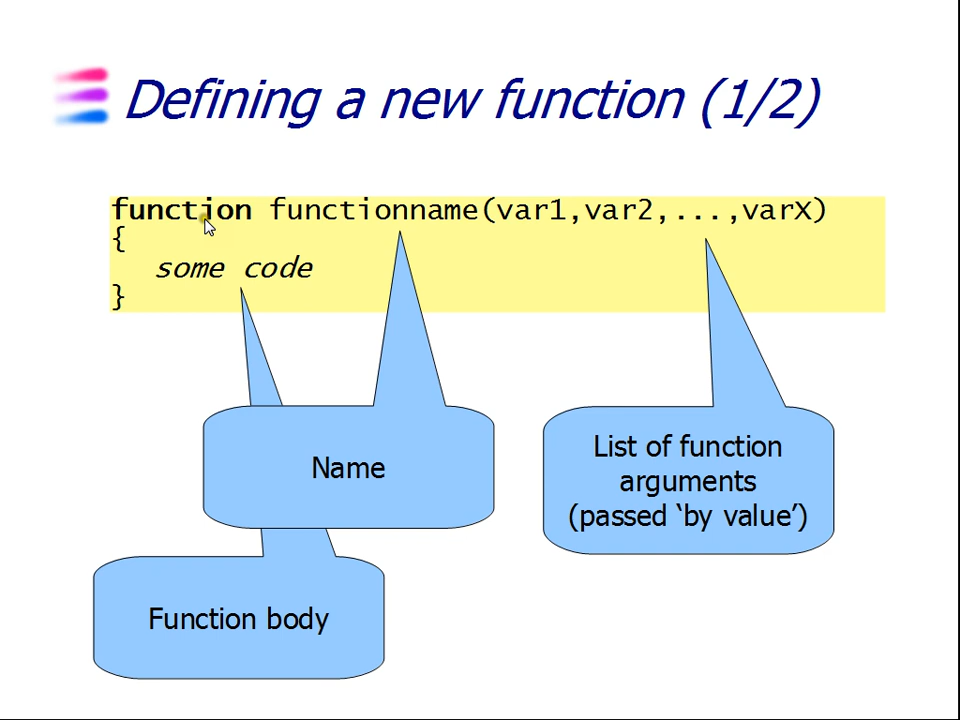 Defining a new function (1/2)
function functionname(var1,var2,...,varX)
{
some code
}
Name
List of function
arguments
(passed ‘by value’)
Function body